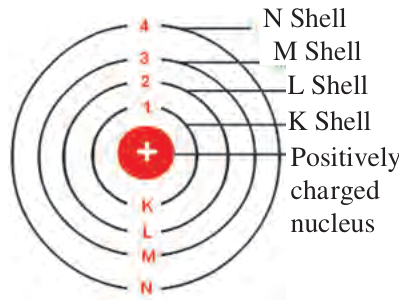 4
N Shell
3
M Shell
2
L Shell
1
K Shell
+
Positively
charged
nucleus
K
L
M
N